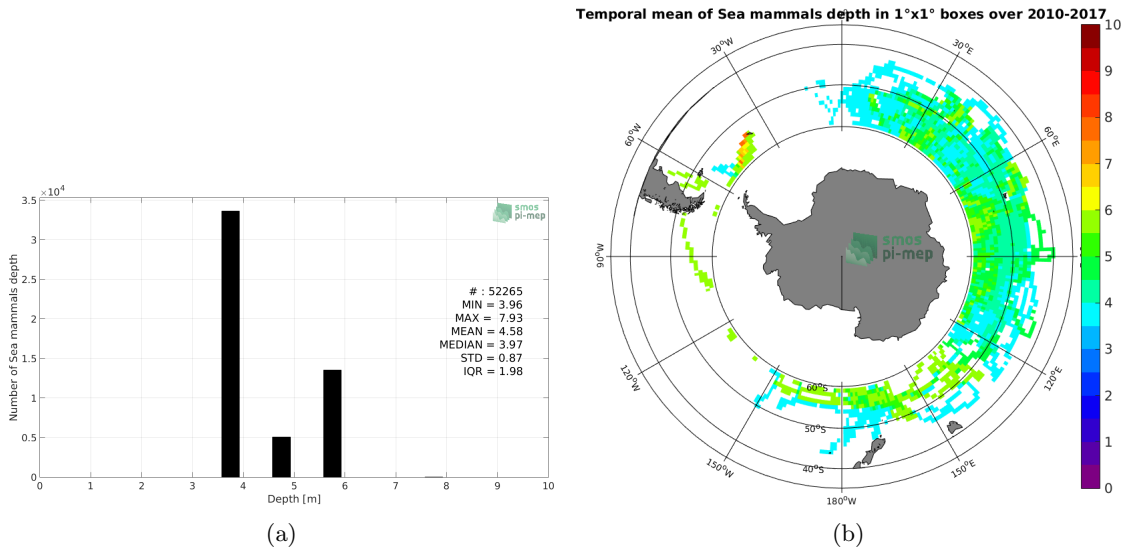 Temporal mean of Sea mammals depth in 1°x1° boxes over 2010-2017
×10⁴
3.5
3
2.5
2
1.5
1
0.5
0
Number of Sea mammals depth
0 1 2 3 4 5 6 7 8 9 10
Depth [m]
smos
pi-mep
# : 52265
MIN = 3.96
MAX = 7.93
MEAN = 4.58
MEDIAN = 3.97
STD = 0.87
IQR = 1.98
(a)
30°W
30°E
60°W
60°E
90°W
120°W
120°E
150°W
150°E
180°W
60°S
50°S
40°S
smos
pi-mep
10
9
8
7
6
5
4
3
2
1
0
(b)